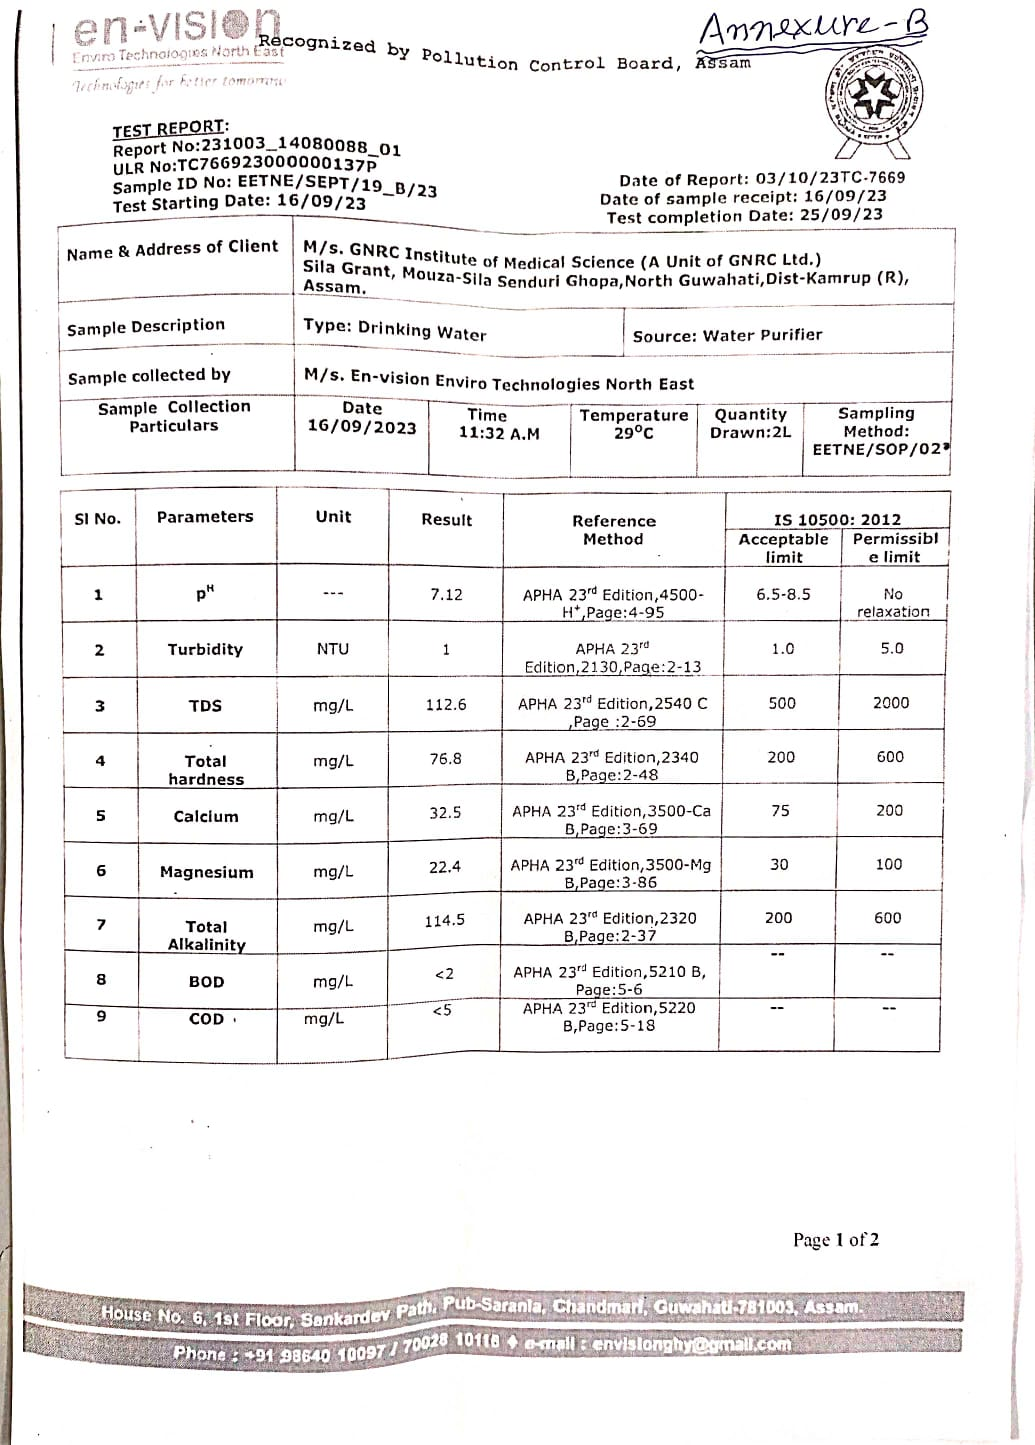 Annexure-B
en-VISION
Enviro Technologies North East
Technologies for better tomorrow
Recognized by Pollution Control Board, Assam
TEST REPORT:
Report No:231003_14080088_01
ULR No:TC766923000000137P
Sample ID No: EETNE/SEPT/19_B/23
Test Starting Date: 16/09/23
Date of Report: 03/10/23TC-7669
Date of sample receipt: 16/09/23
Test completion Date: 25/09/23
Name & Address of Client M/s. GNRC Institute of Medical Science (A Unit of GNRC Ltd.)
Sila Grant, Mouza-Sila Senduri Ghopa,North Guwahati,Dist-Kamrup (R),
Assam.
Sample Description Type: Drinking Water Source: Water Purifier
Sample collected by M/s. En-vision Enviro Technologies North East
Sample Collection Date Time Temperature Quantity Sampling
Particulars 16/09/2023 11:32 A.M 29°C Drawn:2L Method:
EETNE/SOP/02
Sl No. Parameters Unit Result Reference IS 10500: 2012
Method Acceptable Permissibl
limit e limit
1 pH --- 7.12 APHA 23rd Edition,4500- 6.5-8.5 No
H+,Page:4-95 relaxation
2 Turbidity NTU 1 APHA 23rd 1.0 5.0
Edition,2130,Page:2-13
3 TDS mg/L 112.6 APHA 23rd Edition,2540 C 500 2000
,Page :2-69
4 Total mg/L 76.8 APHA 23rd Edition,2340 200 600
hardness B,Page:2-48
5 Calcium mg/L 32.5 APHA 23rd Edition,3500-Ca 75 200
B,Page:3-69
6 Magnesium mg/L 22.4 APHA 23rd Edition,3500-Mg 30 100
B,Page:3-86
7 Total mg/L 114.5 APHA 23rd Edition,2320 200 600
Alkalinity B,Page:2-37
8 BOD mg/L <2 APHA 23rd Edition,5210 B, -- --
Page:5-6
9 COD mg/L <5 APHA 23rd Edition,5220 -- --
B,Page:5-18
Page 1 of 2
House No. 6, 1st Floor, Sankardev Path, Pub-Sarania, Chandmari, Guwahati-781003, Assam.
Phone : +91 98640 10097 / 70028 10116 ♦ e-mail : envisionghy@gmail.com